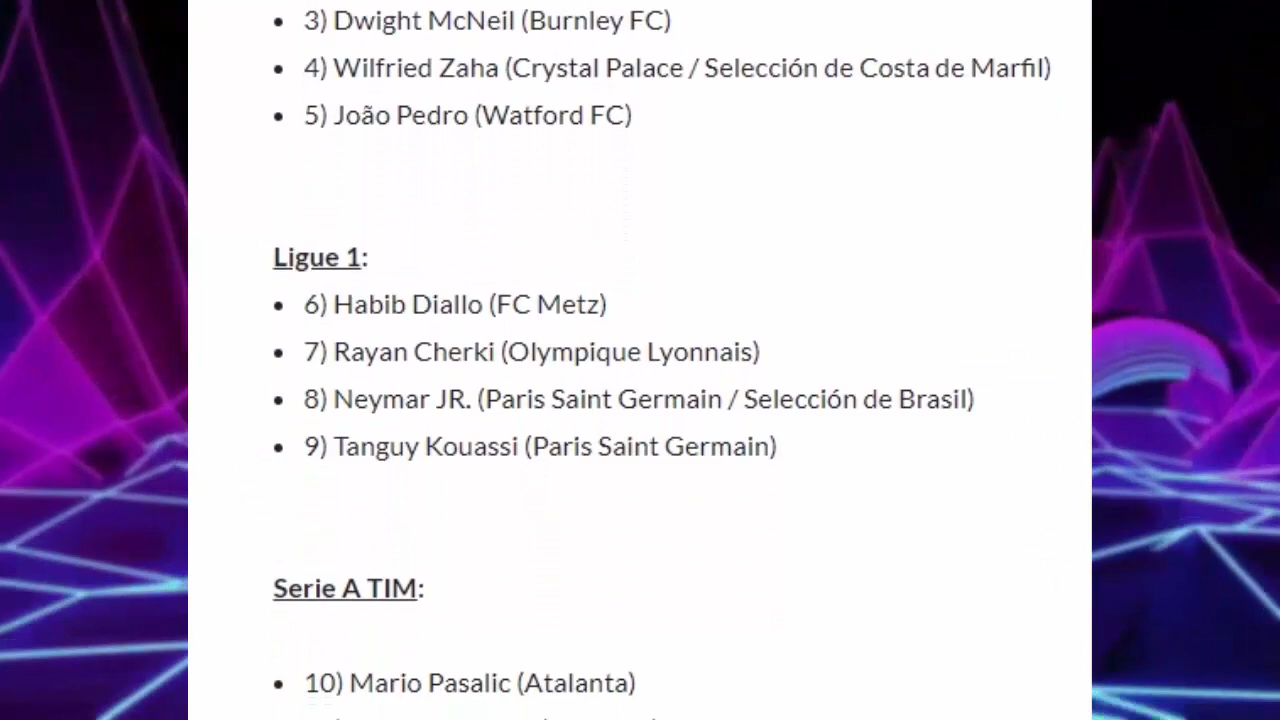 • 3) Dwight McNeil (Burnley FC)
• 4) Wilfried Zaha (Crystal Palace / Selección de Costa de Marfil)
• 5) João Pedro (Watford FC)
Ligue 1:
• 6) Habib Diallo (FC Metz)
• 7) Rayan Cherki (Olympique Lyonnais)
• 8) Neymar JR. (Paris Saint Germain / Selección de Brasil)
• 9) Tanguy Kouassi (Paris Saint Germain)
Serie A TIM:
• 10) Mario Pasalic (Atalanta)